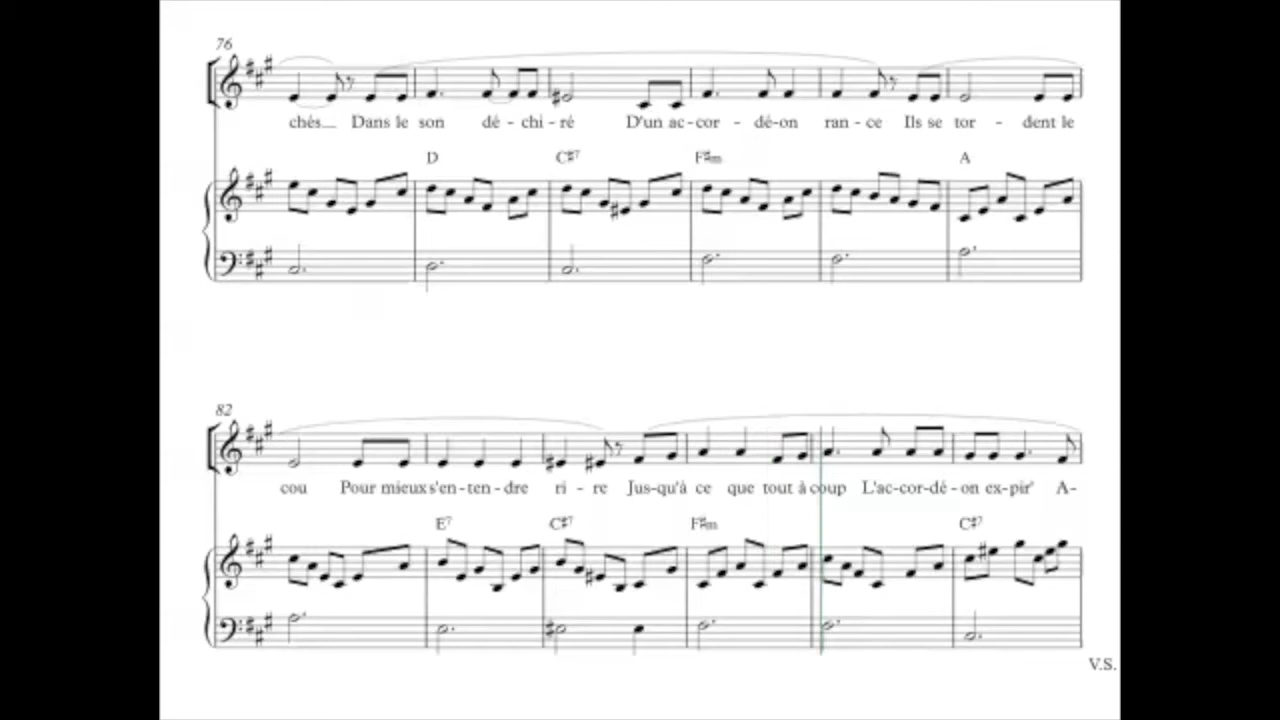 76
chés__ Dans le son dé - chi - ré D'un ac - cor - dé-on ran - ce Ils se tor - dent le
D C♯7 F♯m A
82
cou Pour mieux s'en - ten - dre ri - re Jus-qu'à ce que tout à coup L'ac-cor-dé - on ex-pir' A-
E7 C♯7 F♯m C♯7
V.S.